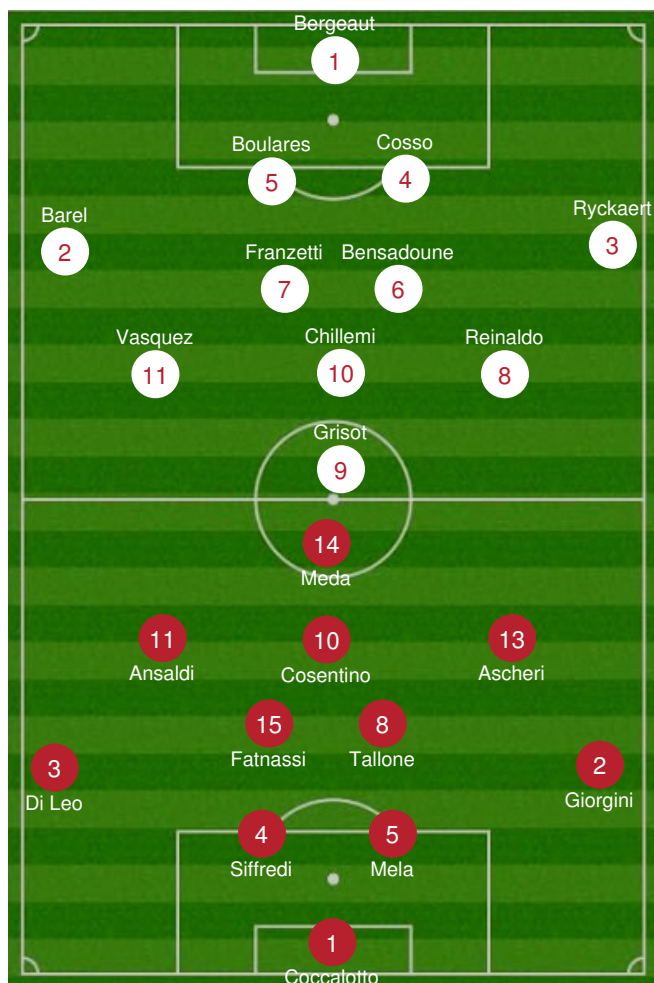 Bergeaut
1
Boulares
Cosso
5
4
Barel
Ryckaert
2
3
Franzetti
Bensadoune
7
6
Vasquez
Chillemi
Reinaldo
11
10
8
Grisot
9
14
Meda
11
10
13
Ansaldi
Cosentino
Ascheri
15
8
Fatnassi
Tallone
3
2
Di Leo
Giorgini
4
5
Siffredi
Mela
1
Coccalotto